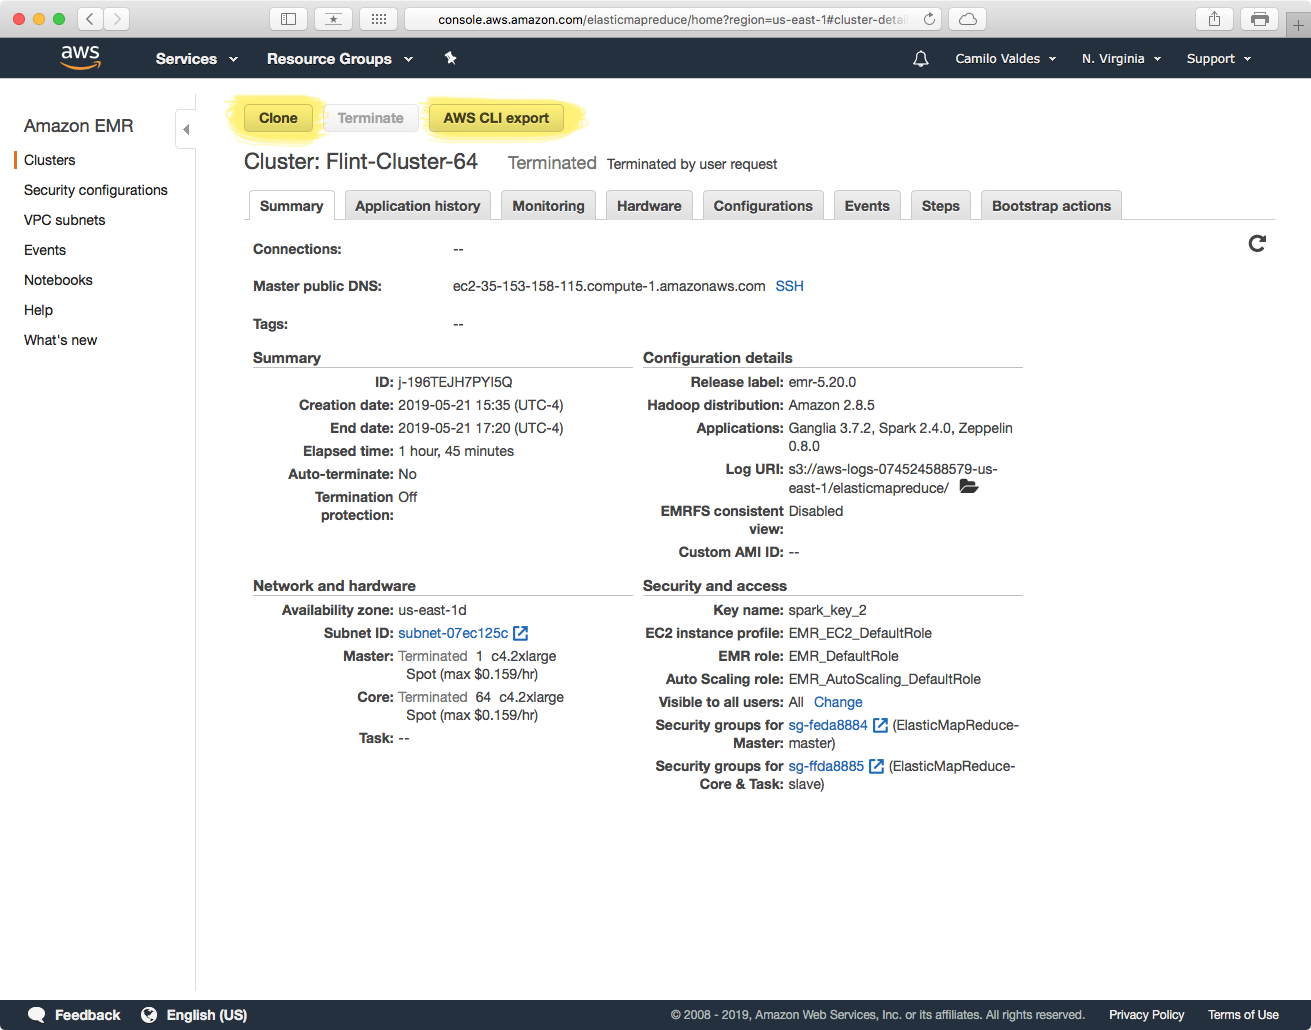 console.aws.amazon.com/elasticmapreduce/home?region=us-east-1#cluster-detai
aws Services Resource Groups Camilo Valdes N. Virginia Support
Amazon EMR
Clusters
Security configurations
VPC subnets
Events
Notebooks
Help
What's new
Clone Terminate AWS CLI export
Cluster: Flint-Cluster-64 Terminated Terminated by user request
Summary Application history Monitoring Hardware Configurations Events Steps Bootstrap actions
Connections: --
Master public DNS: ec2-35-153-158-115.compute-1.amazonaws.com SSH
Tags: --
Summary
ID: j-196TEJH7PYI5Q
Creation date: 2019-05-21 15:35 (UTC-4)
End date: 2019-05-21 17:20 (UTC-4)
Elapsed time: 1 hour, 45 minutes
Auto-terminate: No
Termination Off
protection:
Configuration details
Release label: emr-5.20.0
Hadoop distribution: Amazon 2.8.5
Applications: Ganglia 3.7.2, Spark 2.4.0, Zeppelin
0.8.0
Log URI: s3://aws-logs-074524588579-us-
east-1/elasticmapreduce/
EMRFS consistent Disabled
view:
Custom AMI ID: --
Network and hardware
Availability zone: us-east-1d
Subnet ID: subnet-07ec125c
Master: Terminated 1 c4.2xlarge
Spot (max $0.159/hr)
Core: Terminated 64 c4.2xlarge
Spot (max $0.159/hr)
Task: --
Security and access
Key name: spark_key_2
EC2 instance profile: EMR_EC2_DefaultRole
EMR role: EMR_DefaultRole
Auto Scaling role: EMR_AutoScaling_DefaultRole
Visible to all users: All Change
Security groups for sg-feda8884 (ElasticMapReduce-
Master: master)
Security groups for sg-ffda8885 (ElasticMapReduce-
Core & Task: slave)
Feedback English (US) © 2008 - 2019, Amazon Web Services, Inc. or its affiliates. All rights reserved. Privacy Policy Terms of Use